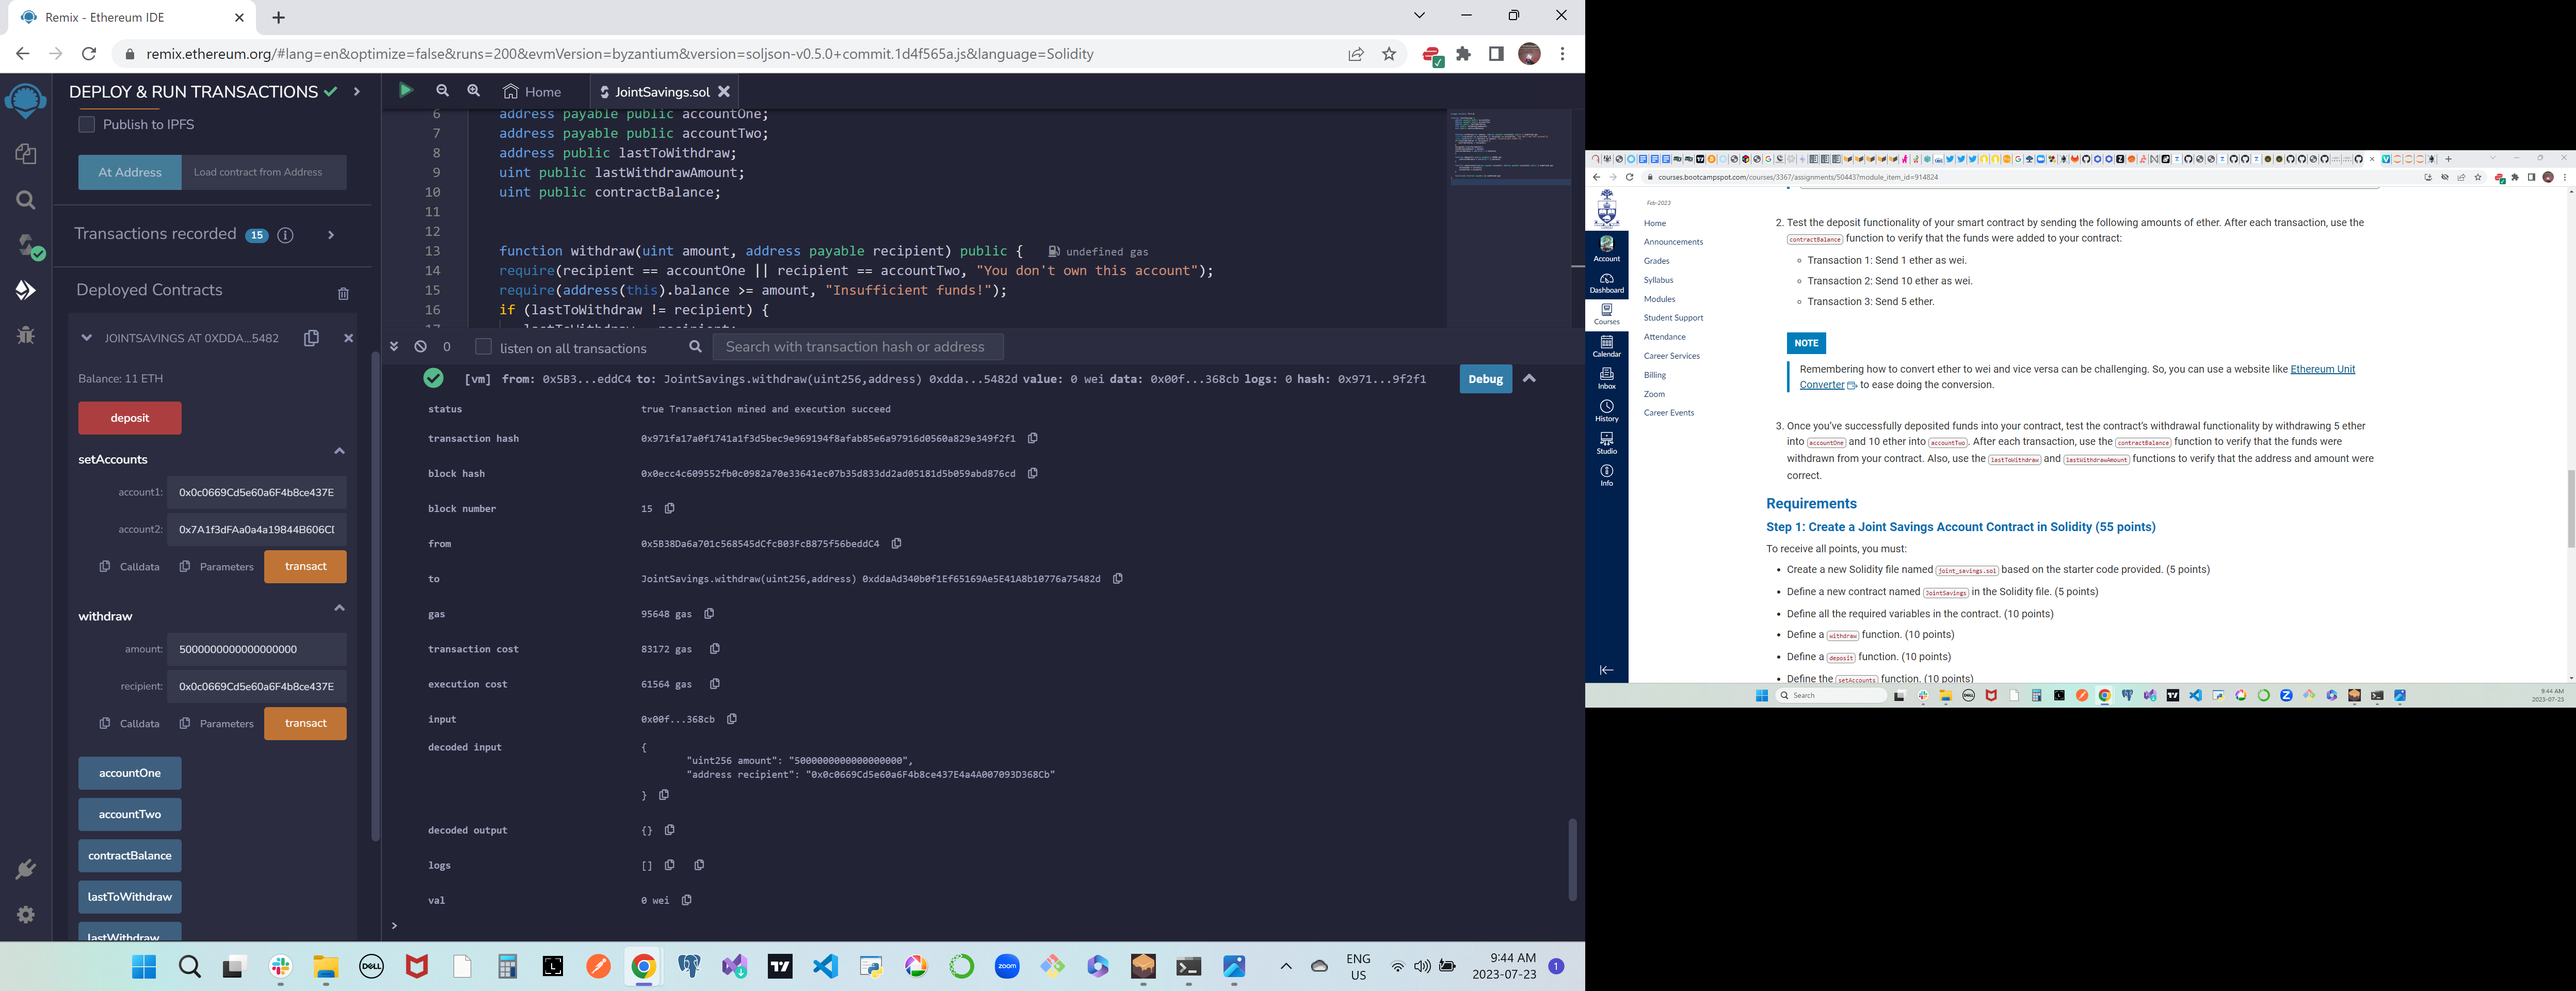 Remix - Ethereum IDE
remix.ethereum.org/#lang=en&optimize=false&runs=200&evmVersion=byzantium&version=soljson-v0.5.0+commit.1d4f565a.js&language=Solidity
DEPLOY & RUN TRANSACTIONS
Publish to IPFS
At Address
Load contract from Address
Transactions recorded 15
Deployed Contracts
JOINTSAVINGS AT 0XDDA...5482
Balance: 11 ETH
deposit
setAccounts
account1: 0x0c0669Cd5e60a6F4b8ce437E
account2: 0x7A1f3dFAa0a4a19844B606C
Calldata Parameters transact
withdraw
amount: 5000000000000000000
recipient: 0x0c0669Cd5e60a6F4b8ce437E
Calldata Parameters transact
accountOne
accountTwo
contractBalance
lastToWithdraw
lastWithdraw
Home JointSavings.sol
6 address payable public accountOne;
7 address payable public accountTwo;
8 address public lastToWithdraw;
9 uint public lastWithdrawAmount;
10 uint public contractBalance;
11
12
13 function withdraw(uint amount, address payable recipient) public { undefined gas
14 require(recipient == accountOne || recipient == accountTwo, "You don't own this account");
15 require(address(this).balance >= amount, "Insufficient funds!");
16 if (lastToWithdraw != recipient) {
17 lastToWithdraw = recipient;
0 listen on all transactions Search with transaction hash or address
[vm] from: 0x5B3...eddC4 to: JointSavings.withdraw(uint256,address) 0xdda...5482d value: 0 wei data: 0x00f...368cb logs: 0 hash: 0x971...9f2f1 Debug
status true Transaction mined and execution succeed
transaction hash 0x971fa17a0f1741a1f3d5bec9e969194f8afab85e6a97916d0560a829e349f2f1
block hash 0x0ecc4c609552fb0c0982a70e33641ec07b35d833dd2ad05181d5b059abd876cd
block number 15
from 0x5B38Da6a701c568545dCfcB03FcB875f56beddC4
to JointSavings.withdraw(uint256,address) 0xddaAd340b0f1Ef65169Ae5E41A8b10776a75482d
gas 95648 gas
transaction cost 83172 gas
execution cost 61564 gas
input 0x00f...368cb
decoded input {
"uint256 amount": "5000000000000000000",
"address recipient": "0x0c0669Cd5e60a6F4b8ce437E4a4A007093D368Cb"
}
decoded output {}
logs []
val 0 wei
>
ENG
US
9:44 AM
2023-07-23
1
courses.bootcampspot.com/courses/3367/assignments/50443?module_item_id=914824
Account
Dashboard
Courses
Calendar
Inbox
History
Studio
Info
Feb-2023
Home
Announcements
Grades
Syllabus
Modules
Student Support
Attendance
Career Services
Billing
Zoom
Career Events
2. Test the deposit functionality of your smart contract by sending the following amounts of ether. After each transaction, use the
contractBalance function to verify that the funds were added to your contract:
Transaction 1: Send 1 ether as wei.
Transaction 2: Send 10 ether as wei.
Transaction 3: Send 5 ether.
NOTE
Remembering how to convert ether to wei and vice versa can be challenging. So, you can use a website like Ethereum Unit
Converter to ease doing the conversion.
3. Once you've successfully deposited funds into your contract, test the contract's withdrawal functionality by withdrawing 5 ether
into accountOne and 10 ether into accountTwo. After each transaction, use the contractBalance function to verify that the funds were
withdrawn from your contract. Also, use the lastToWithdraw and lastWithdrawAmount functions to verify that the address and amount were
correct.
Requirements
Step 1: Create a Joint Savings Account Contract in Solidity (55 points)
To receive all points, you must:
Create a new Solidity file named joint_savings.sol based on the starter code provided. (5 points)
Define a new contract named JointSavings in the Solidity file. (5 points)
Define all the required variables in the contract. (10 points)
Define a withdraw function. (10 points)
Define a deposit function. (10 points)
Define the setAccounts function. (10 points)
Search
9:44 AM
2023-07-23